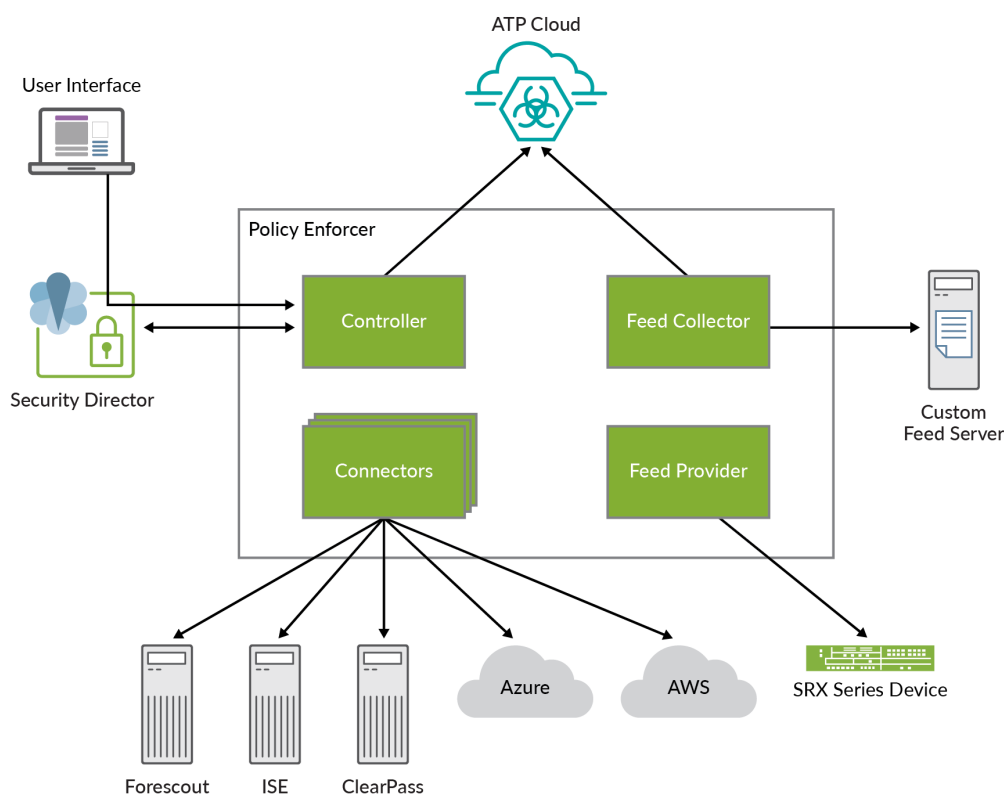 ATP Cloud
User Interface
Policy Enforcer
Controller
Feed Collector
Security Director
Custom
Feed Server
Connectors
Feed Provider
Azure
AWS
SRX Series Device
Forescout
ISE
ClearPass